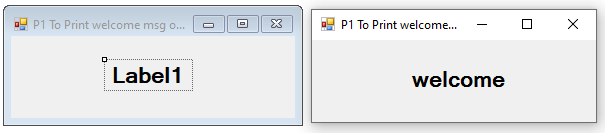 P1 To Print welcome msg o...
Label1
P1 To Print welcome...
welcome